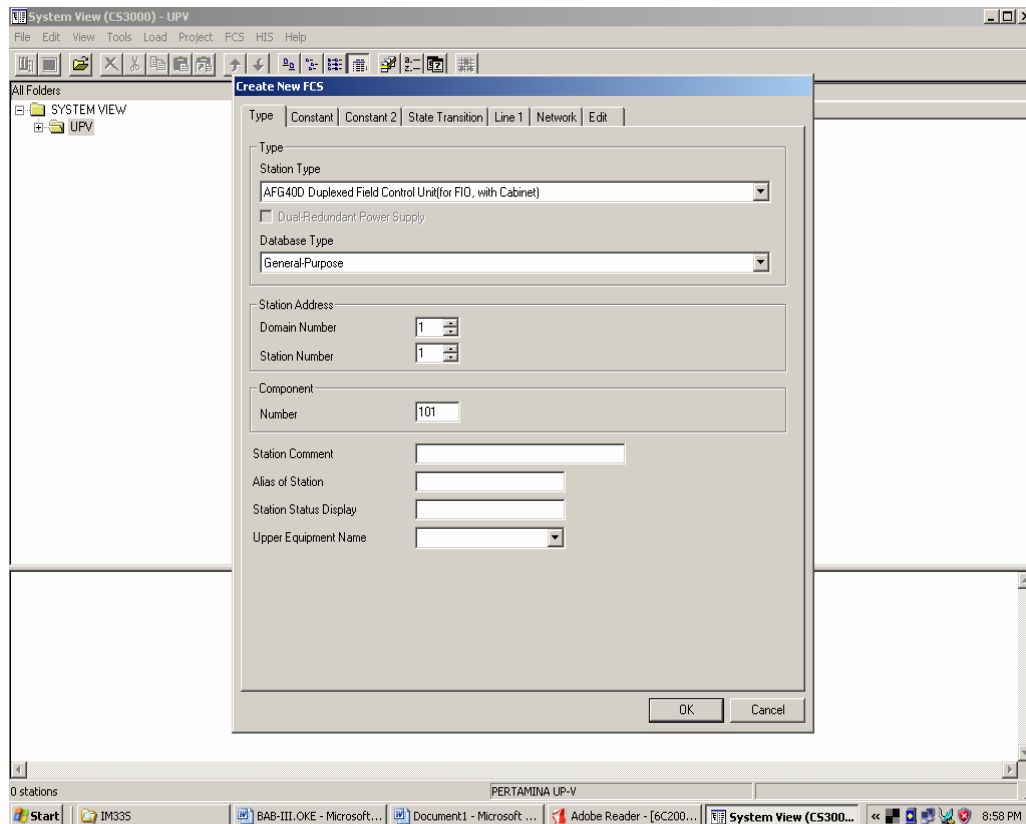 System View (CS3000) - UPV
File Edit View Tools Load Project FCS HIS Help
All Folders
SYSTEM VIEW
UPV
Create New FCS
Type Constant Constant 2 State Transition Line 1 Network Edit
Type
Station Type
AFG40D Duplexed Field Control Unit(for FIO, with Cabinet)
Dual-Redundant Power Supply
Database Type
General-Purpose
Station Address
Domain Number 1
Station Number 1
Component
Number 101
Station Comment
Alias of Station
Station Status Display
Upper Equipment Name
OK Cancel
0 stations PERTAMINA UP-V
Start IM335 BAB-III.OKE - Microsoft... Document1 - Microsoft ... Adobe Reader - [6C200... System View (CS300... « 8:58 PM